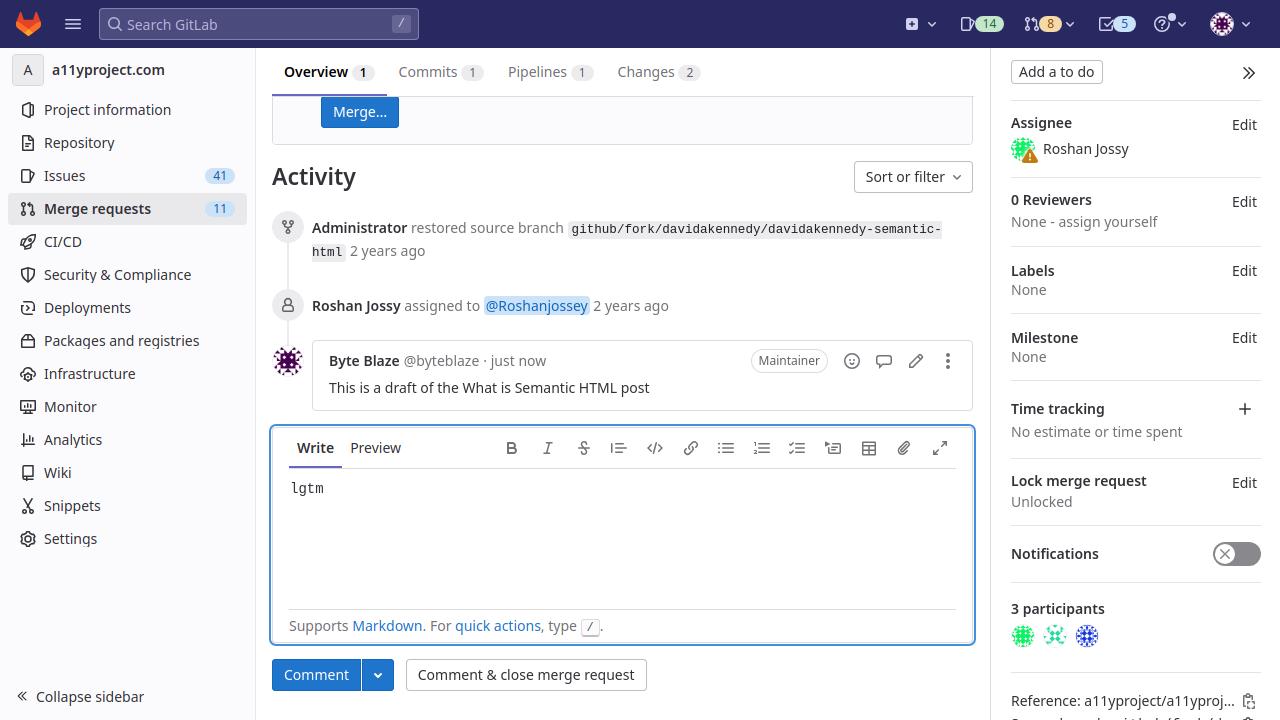 Search GitLab
/
14
8
5
A
a11yproject.com
Project information
Repository
Issues
41
Merge requests
11
CI/CD
Security & Compliance
Deployments
Packages and registries
Infrastructure
Monitor
Analytics
Wiki
Snippets
Settings
Collapse sidebar
Overview 1
Commits 1
Pipelines 1
Changes 2
Merge...
Activity
Sort or filter
Administrator restored source branch github/fork/davidakennedy/davidakennedy-semantic-
html 2 years ago
Roshan Jossy assigned to @Roshanjossey 2 years ago
Byte Blaze @byteblaze · just now
Maintainer
This is a draft of the What is Semantic HTML post
Write
Preview
lgtm
Supports Markdown. For quick actions, type /.
Comment
Comment & close merge request
Add a to do
Assignee
Edit
Roshan Jossy
0 Reviewers
Edit
None - assign yourself
Labels
Edit
None
Milestone
Edit
None
Time tracking
No estimate or time spent
Lock merge request
Edit
Unlocked
Notifications
3 participants
Reference: a11yproject/a11yproj...